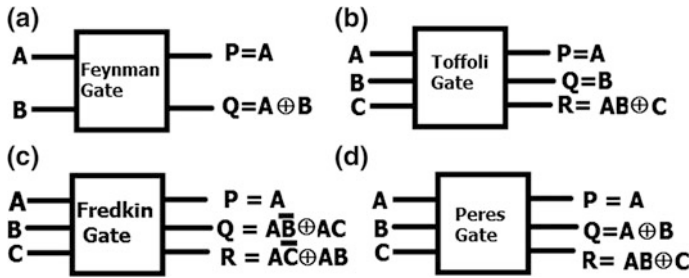 (a)
A
Feynman
Gate
P=A
B
Q=A⊕B
(b)
A
B
C
Toffoli
Gate
P=A
Q=B
R= AB⊕C
(c)
A
B
C
Fredkin
Gate
P = A
Q = AB̅⊕AC
R = AC̅⊕AB
(d)
A
B
C
Peres
Gate
P = A
Q=A⊕B
R= AB⊕C